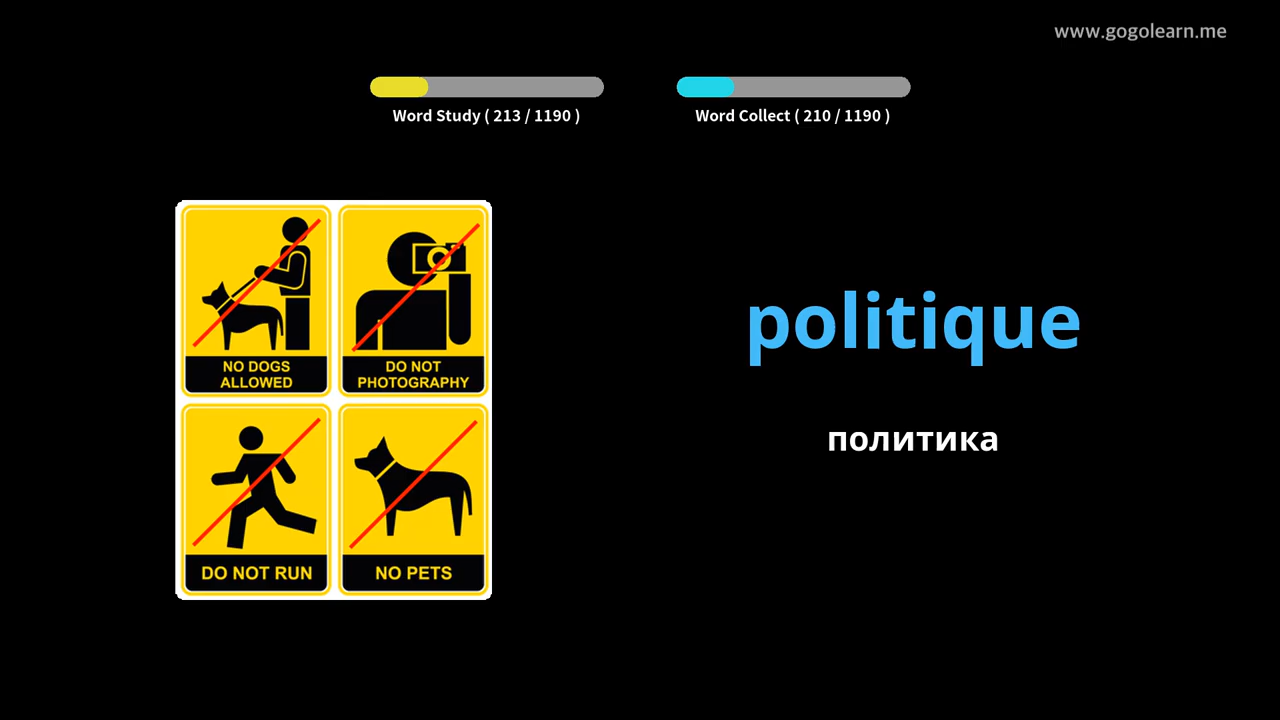 www.gogolearn.me
Word Study ( 213 / 1190 )
Word Collect ( 210 / 1190 )
NO DOGS
ALLOWED
DO NOT
PHOTOGRAPHY
DO NOT RUN
NO PETS
politique
политика